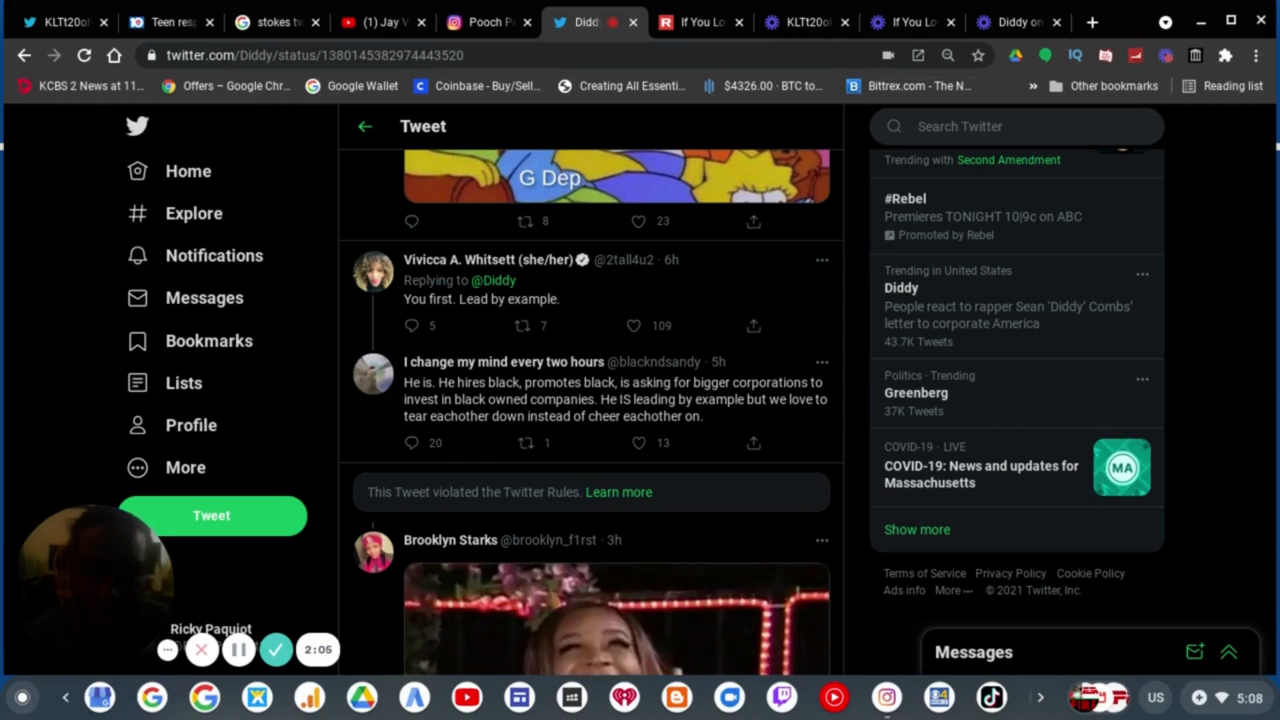 KLTt20ol
Teen resp
stokes tw
(1) Jay V
Pooch P
Diddy
If You Lo
KLTt20ol
If You Lo
Diddy on
twitter.com/Diddy/status/1380145382974443520
KCBS 2 News at 11...
Offers – Google Chr...
Google Wallet
Coinbase - Buy/Sell...
Creating All Essenti...
$4326.00 · BTC to...
Bittrex.com - The N...
»
Other bookmarks
Reading list
Home
Explore
Notifications
Messages
Bookmarks
Lists
Profile
More
Tweet
Ricky Paquiot
2:05
Tweet
G Dep
8
23
Vivicca A. Whitsett (she/her) @2tall4u2 · 6h
Replying to @Diddy
You first. Lead by example.
5
7
109
I change my mind every two hours @blackndsandy · 5h
He is. He hires black, promotes black, is asking for bigger corporations to
invest in black owned companies. He IS leading by example but we love to
tear eachother down instead of cheer eachother on.
20
1
13
This Tweet violated the Twitter Rules. Learn more
Brooklyn Starks @brooklyn_f1rst · 3h
Search Twitter
Trending with Second Amendment
#Rebel
Premieres TONIGHT 10|9c on ABC
Promoted by Rebel
Trending in United States
Diddy
People react to rapper Sean ‘Diddy’ Combs’
letter to corporate America
43.7K Tweets
Politics · Trending
Greenberg
37K Tweets
COVID-19 · LIVE
COVID-19: News and updates for
Massachusetts
MA
Show more
Terms of Service Privacy Policy Cookie Policy
Ads info More ··· © 2021 Twitter, Inc.
Messages
US
5:08